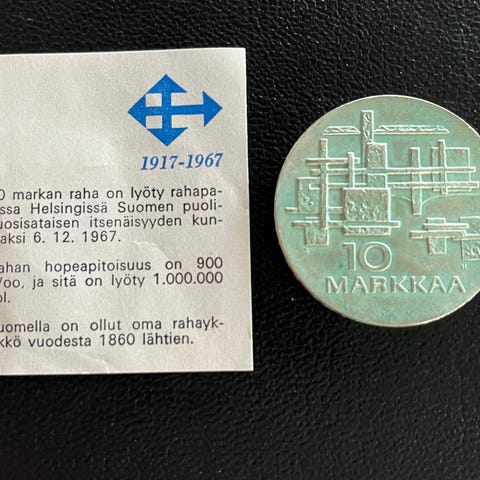 1917-1967
0 markan raha on lyöty rahapa-
ssa Helsingissä Suomen puoli-
uosisataisen itsenäisyyden kun-
aksi 6. 12. 1967.
ahan hopeapitoisuus on 900
/oo, ja sitä on lyöty 1.000.000
ol.
uomella on ollut oma rahayk-
kkö vuodesta 1860 lähtien.
10
MARKKAA